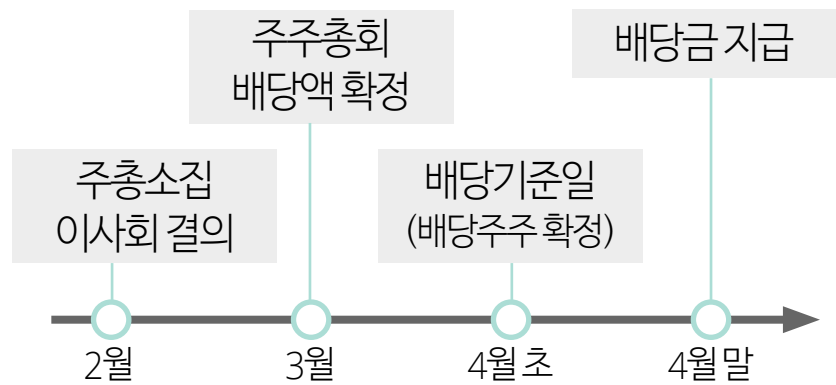 주주총회
배당액 확정
배당금 지급
주총소집
이사회 결의
배당기준일
(배당주주 확정)
2월
3월
4월 초
4월 말